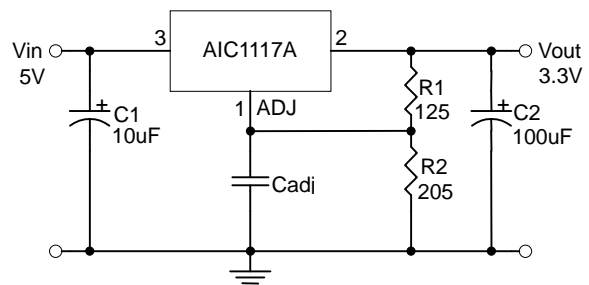 3
AIC1117A
2
Vin
5V
Vout
3.3V
1
ADJ
+
C1
10uF
R1
125
+
C2
100uF
Cadj
R2
205